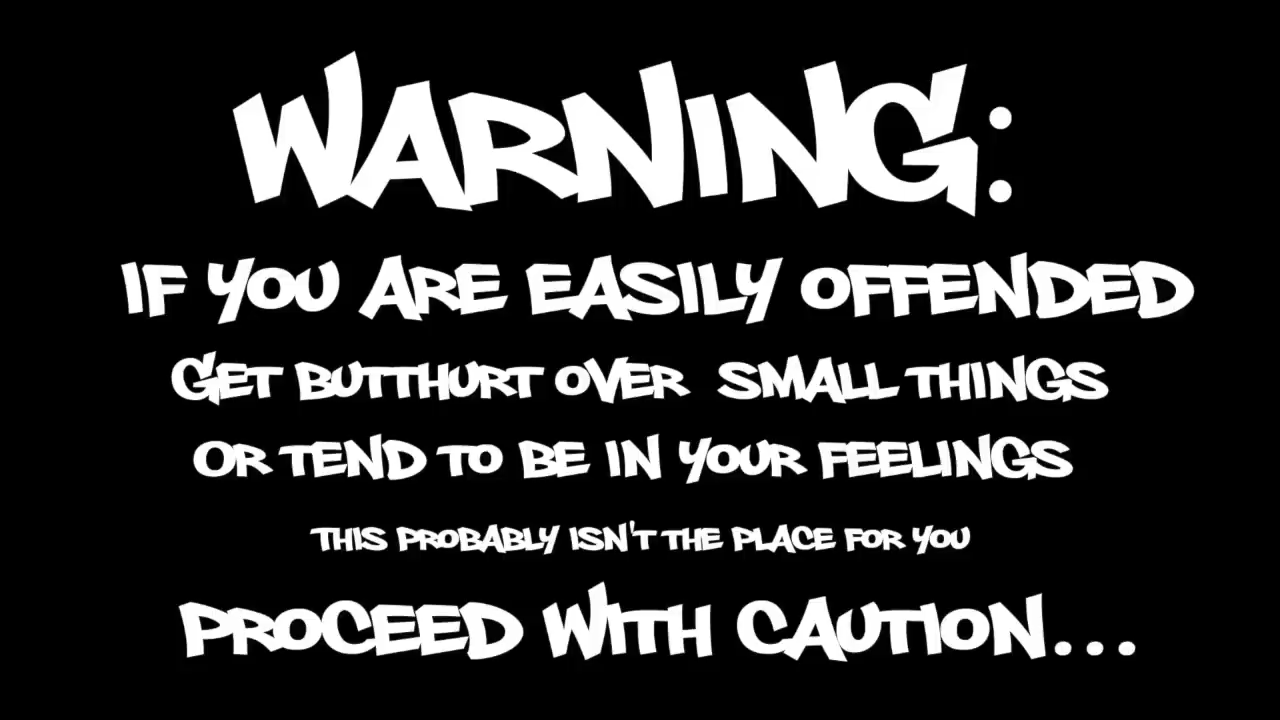 WARNING:
IF YOU ARE EASILY OFFENDED
GET BUTTHURT OVER SMALL THINGS
OR TEND TO BE IN YOUR FEELINGS
THIS PROBABLY ISN'T THE PLACE FOR YOU
PROCEED WITH CAUTION...